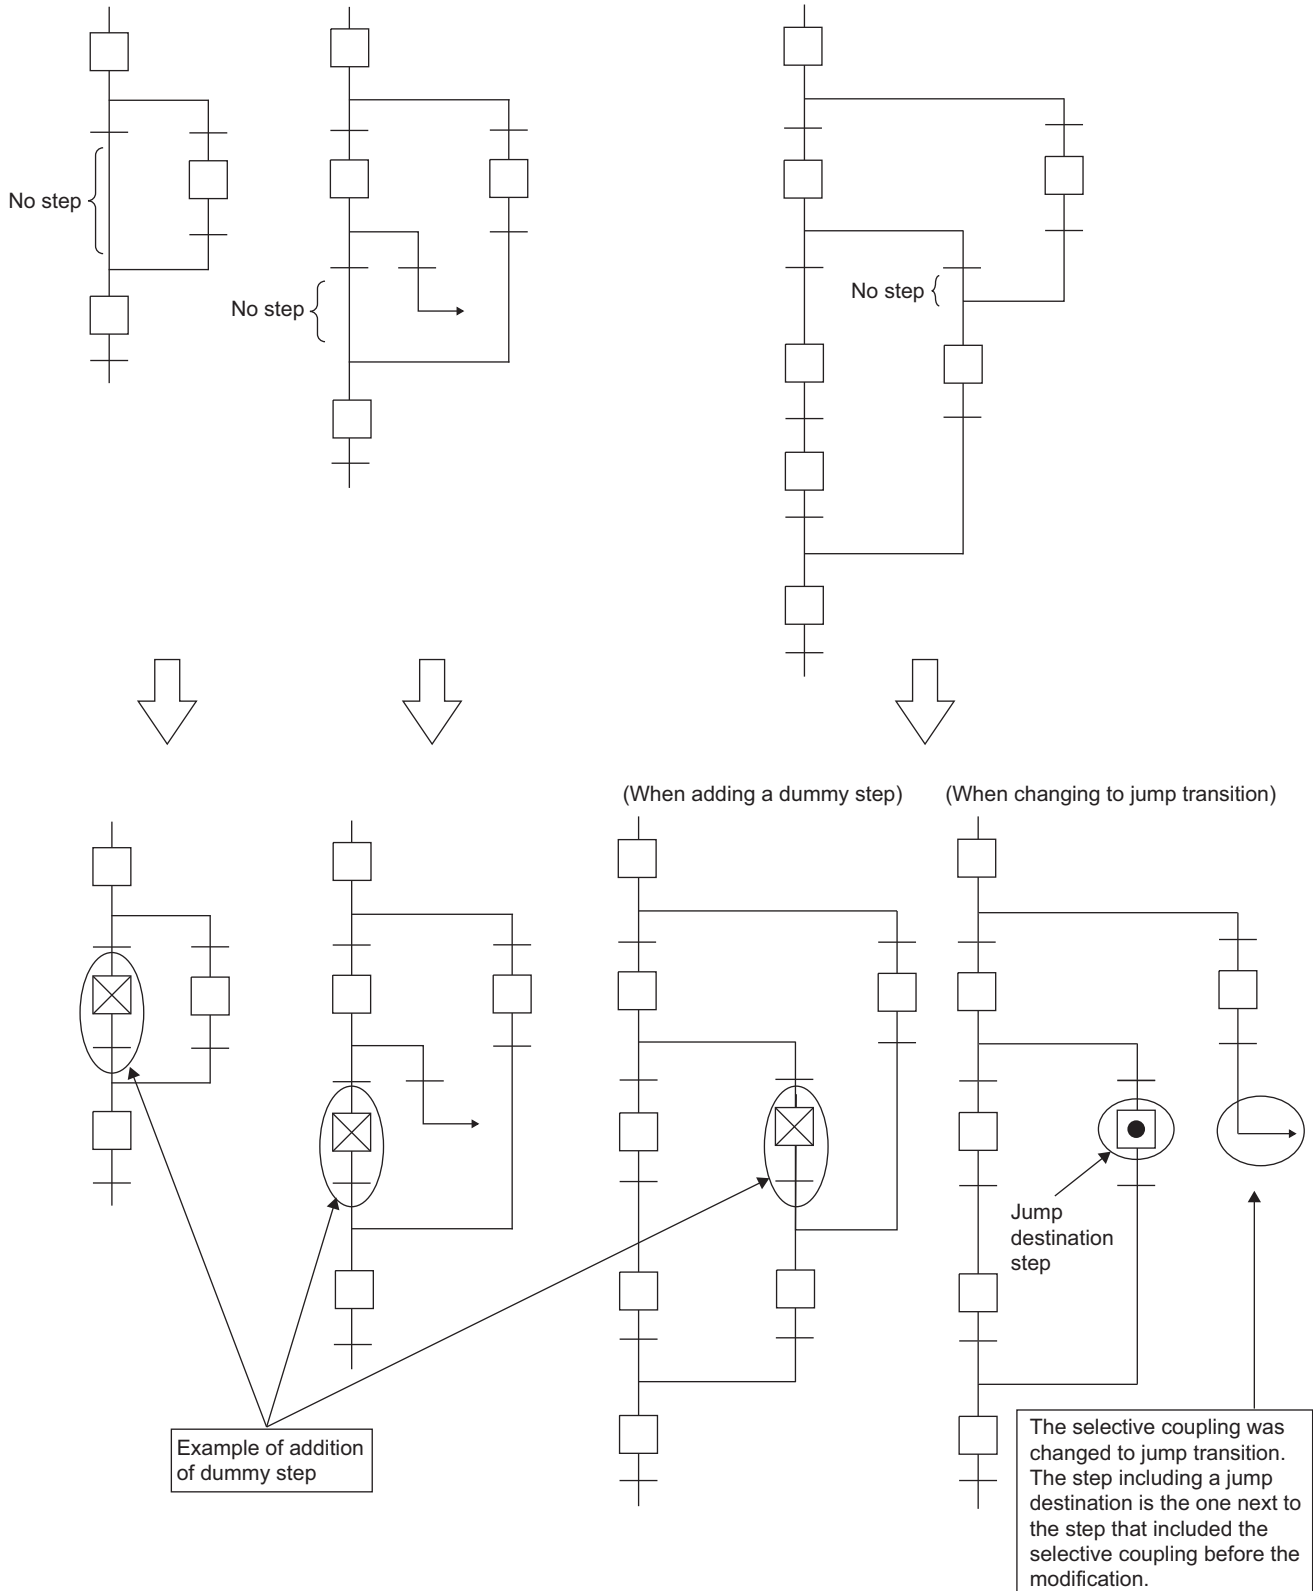 No step
No step
No step
(When adding a dummy step)
(When changing to jump transition)
Jump
destination
step
Example of addition
of dummy step
The selective coupling was
changed to jump transition.
The step including a jump
destination is the one next to
the step that included the
selective coupling before the
modification.